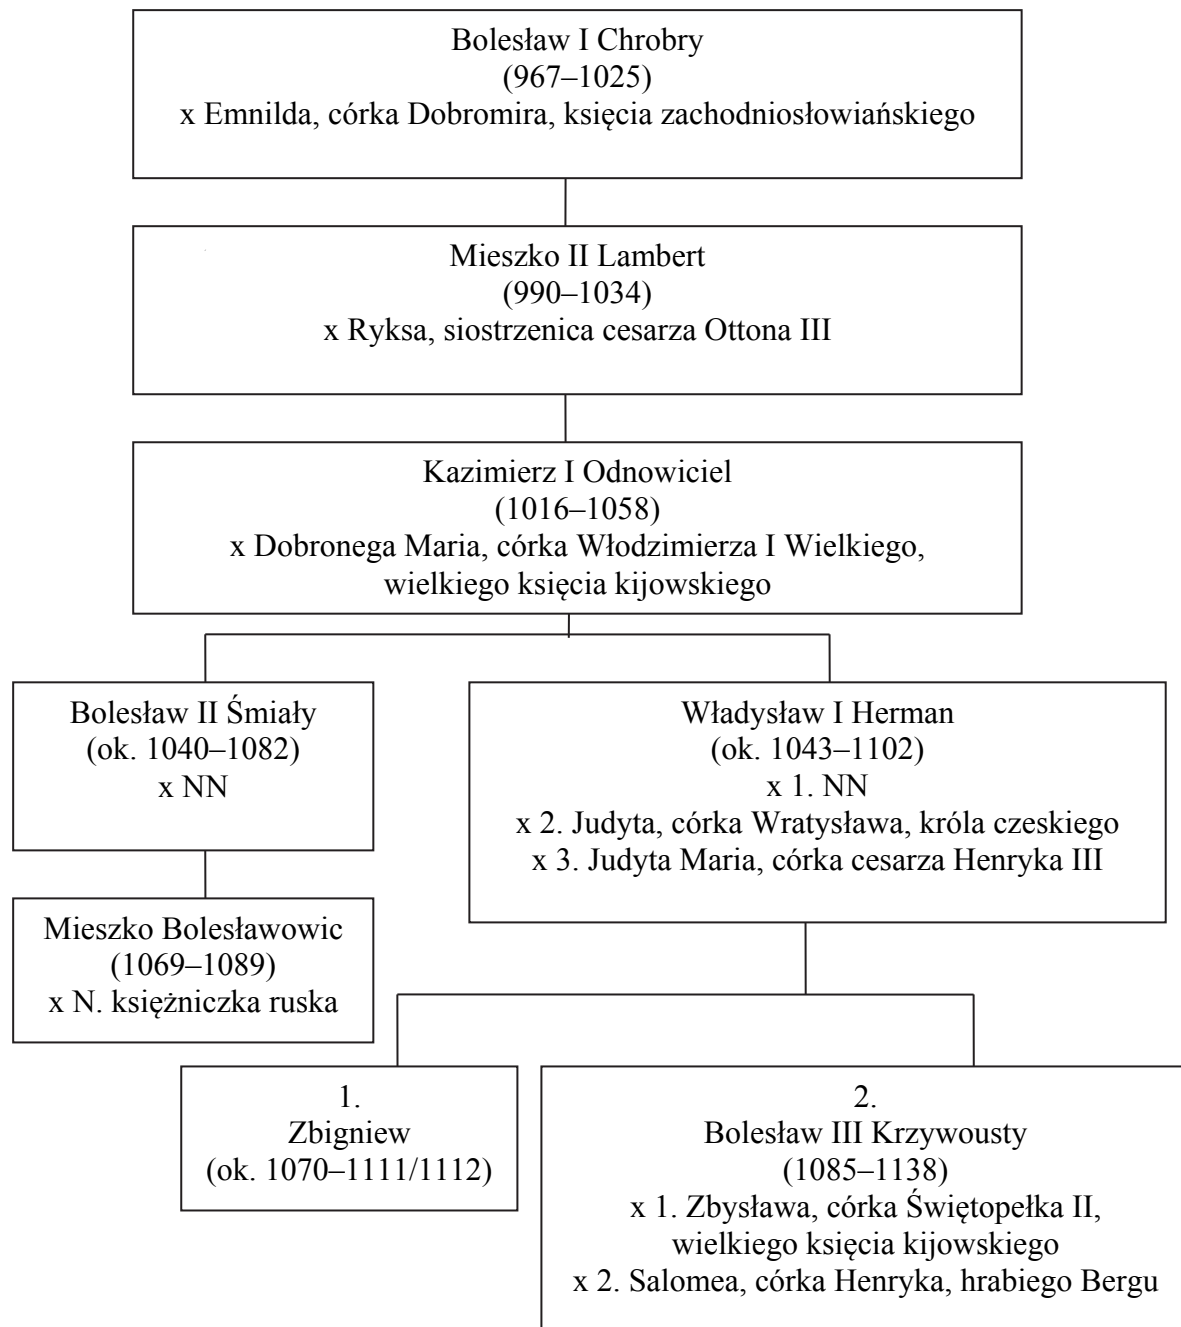 Bolesław I Chrobry
(967–1025)
x Emnilda, córka Dobromira, księcia zachodniosłowiańskiego
Mieszko II Lambert
(990–1034)
x Ryksa, siostrzenica cesarza Ottona III
Kazimierz I Odnowiciel
(1016–1058)
x Dobronega Maria, córka Włodzimierza I Wielkiego,
wielkiego księcia kijowskiego
Bolesław II Śmiały
(ok. 1040–1082)
x NN
Władysław I Herman
(ok. 1043–1102)
x 1. NN
x 2. Judyta, córka Wratysława, króla czeskiego
x 3. Judyta Maria, córka cesarza Henryka III
Mieszko Bolesławowic
(1069–1089)
x N. księżniczka ruska
1.
Zbigniew
(ok. 1070–1111/1112)
2.
Bolesław III Krzywousty
(1085–1138)
x 1. Zbysława, córka Świętopełka II,
wielkiego księcia kijowskiego
x 2. Salomea, córka Henryka, hrabiego Bergu